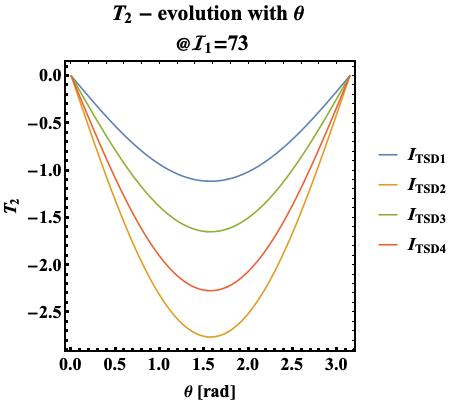 T₂ − evolution with θ
@𝓘₁=73
0.0
−0.5
−1.0
−1.5
−2.0
−2.5
T₂
0.0 0.5 1.0 1.5 2.0 2.5 3.0
θ [rad]
I_TSD1
I_TSD2
I_TSD3
I_TSD4